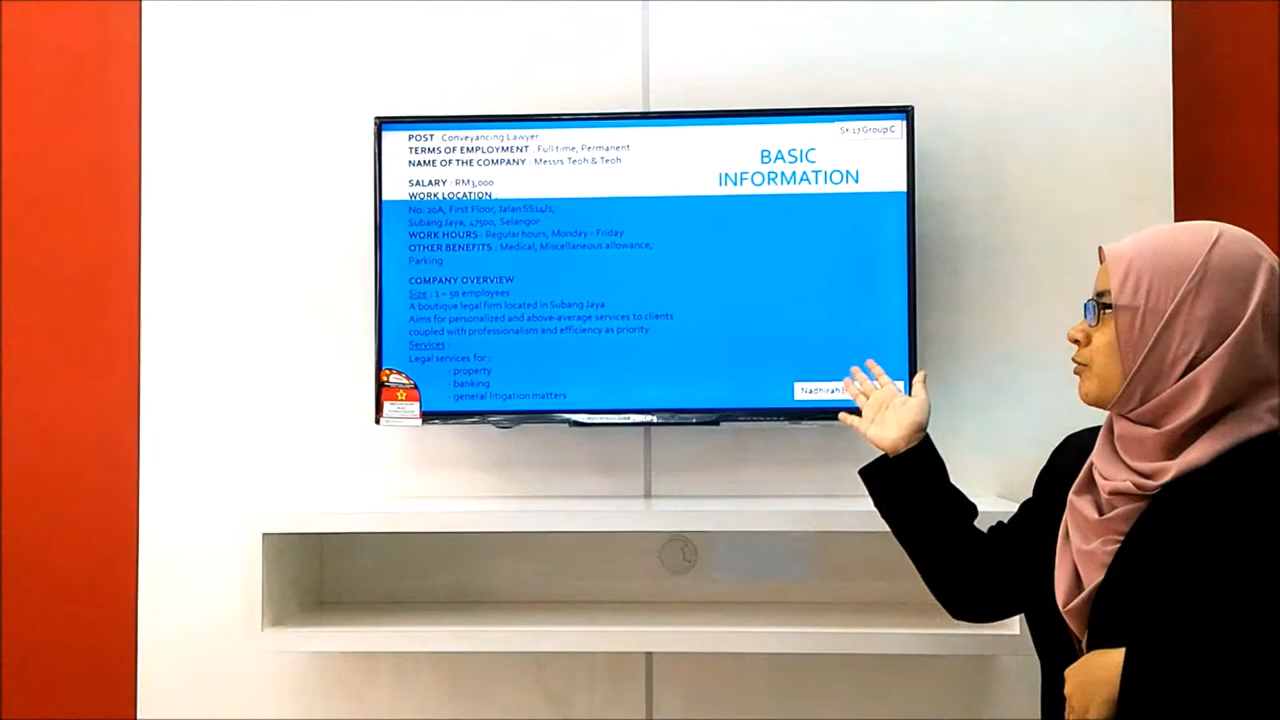 POST : Conveyancing Lawyer
TERMS OF EMPLOYMENT : Full time, Permanent
NAME OF THE COMPANY : Messrs Teoh & Teoh
SALARY : RM3,000
WORK LOCATION :
No. 20A, First Floor, Jalan SS14/1,
Subang Jaya, 47500, Selangor
WORK HOURS : Regular hours, Monday - Friday
OTHER BENEFITS : Medical, Miscellaneous allowance,
Parking
COMPANY OVERVIEW
Size : 1 – 50 employees
A boutique legal firm located in Subang Jaya
Aims for personalized and above-average services to clients
coupled with professionalism and efficiency as priority
Services :
Legal services for :
- property
- banking
- general litigation matters
SK 17 Group C
BASIC
INFORMATION
Nadhirah